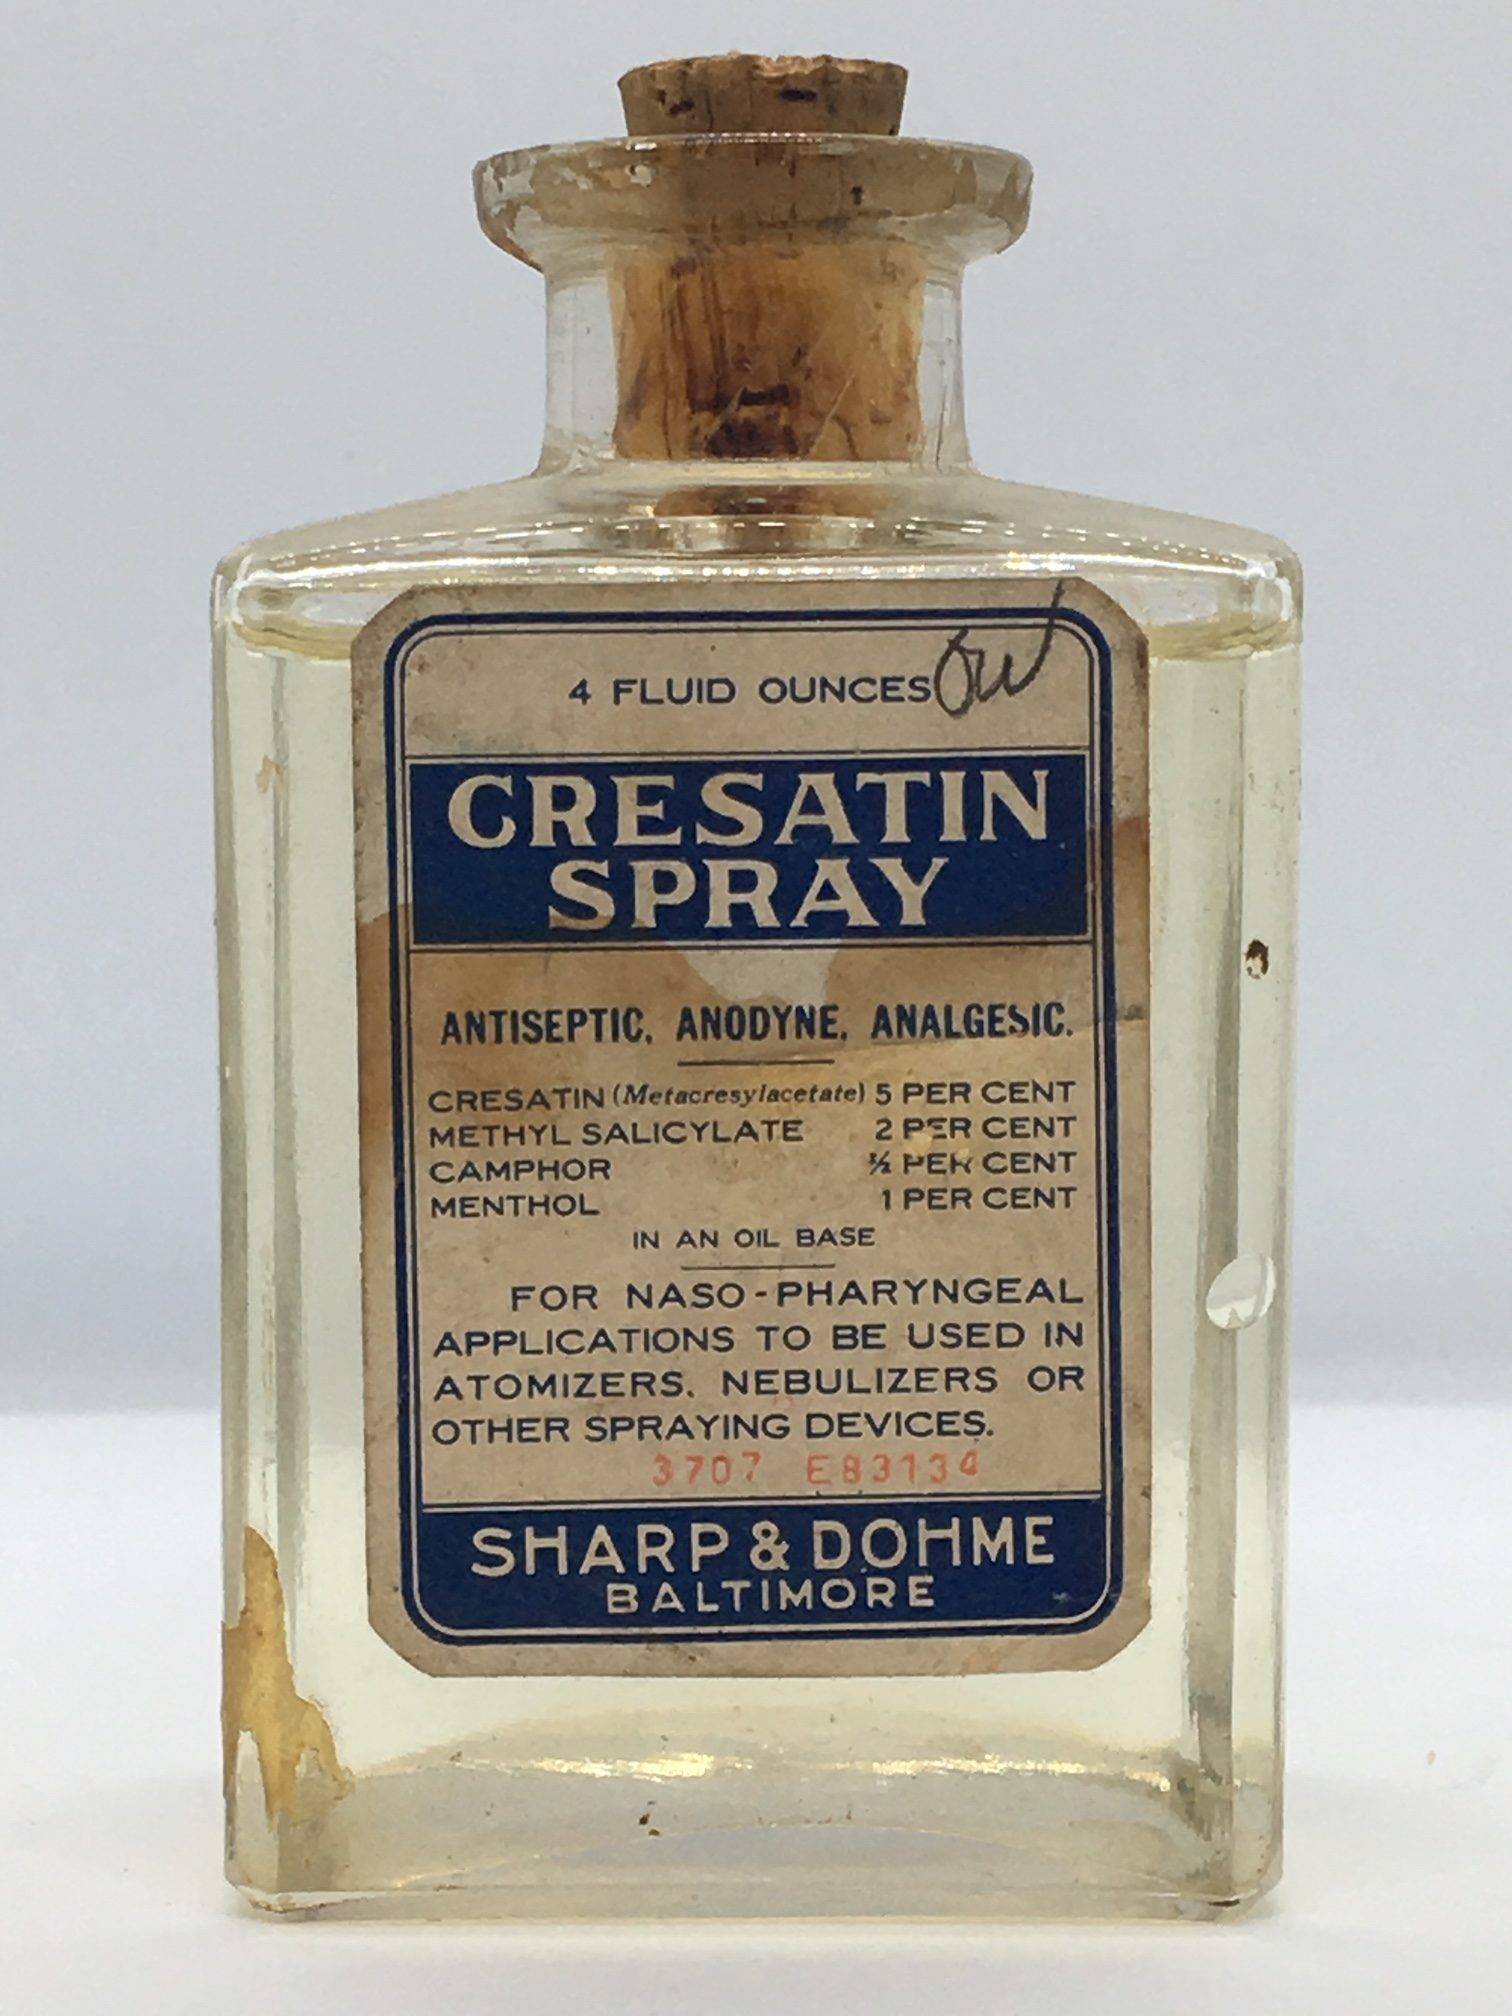 4 FLUID OUNCES
CRESATIN
SPRAY
ANTISEPTIC, ANODYNE, ANALGESIC.
CRESATIN (Metacresylacetate) 5 PER CENT
METHYL SALICYLATE 2 PER CENT
CAMPHOR ½ PER CENT
MENTHOL 1 PER CENT
IN AN OIL BASE
FOR NASO-PHARYNGEAL
APPLICATIONS TO BE USED IN
ATOMIZERS, NEBULIZERS OR
OTHER SPRAYING DEVICES.
3707 E83134
SHARP & DOHME
BALTIMORE